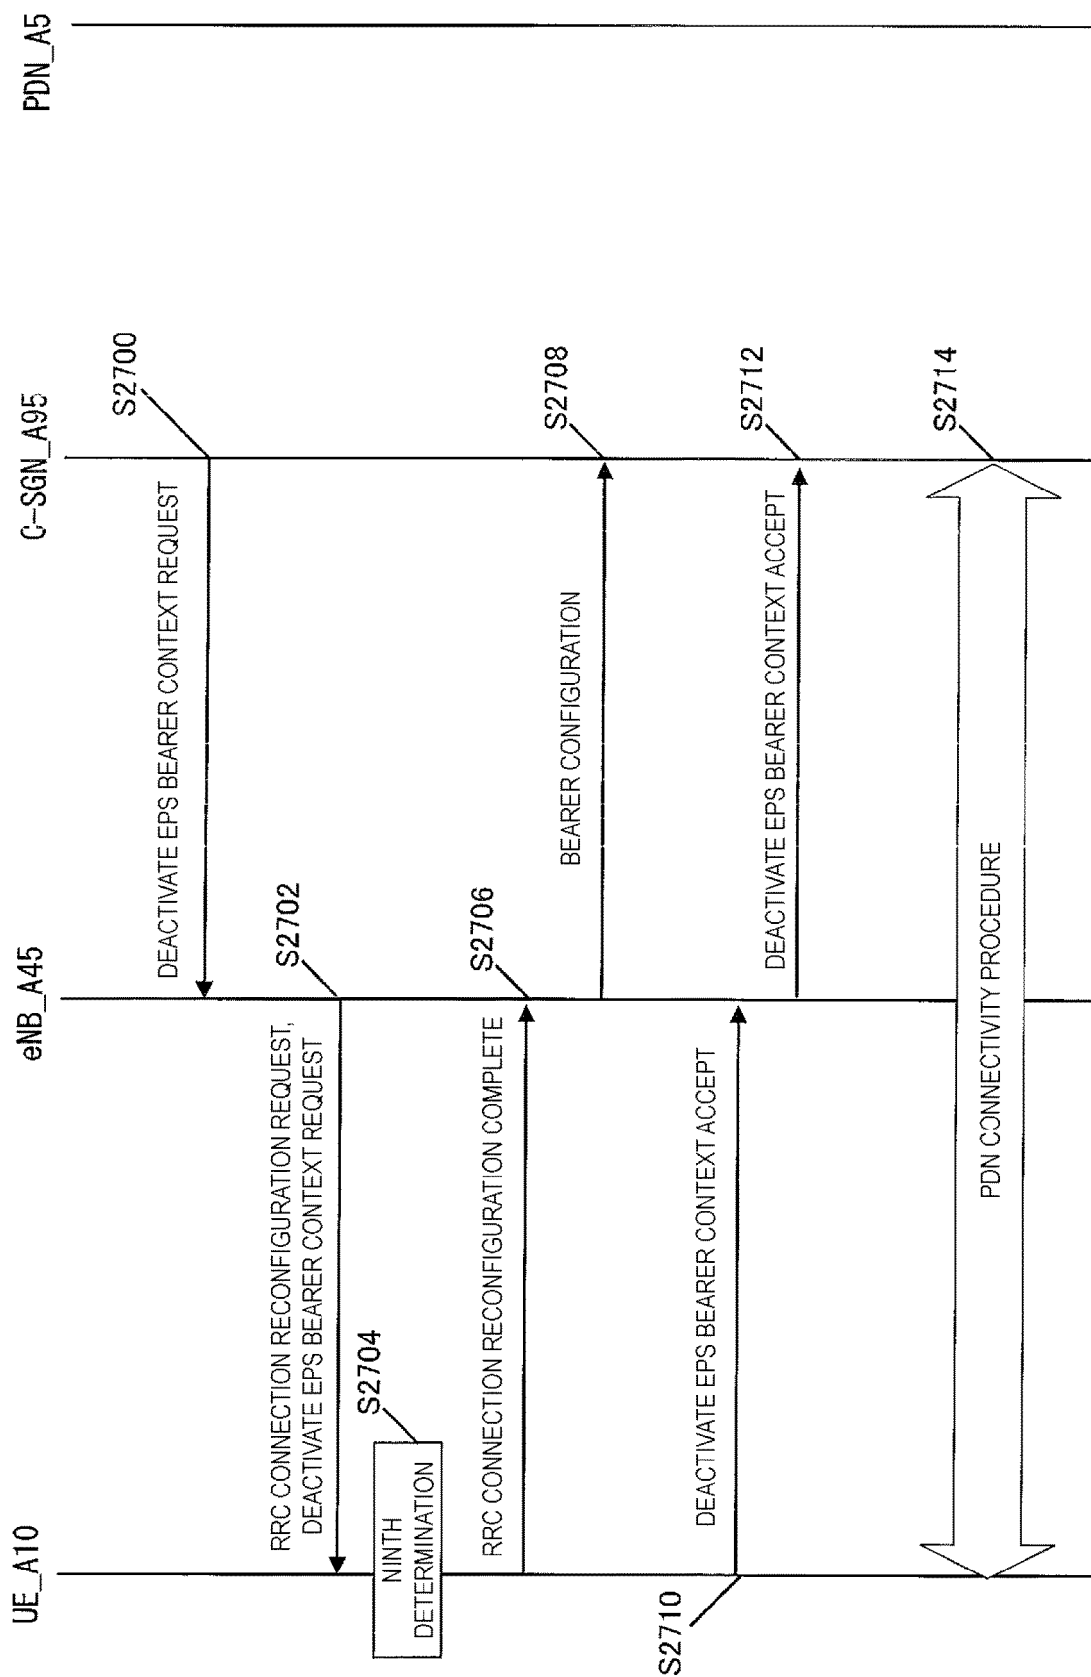 UE_A10
eNB_A45
C-SGN_A95
PDN_A5
S2700
DEACTIVATE EPS BEARER CONTEXT REQUEST
S2702
RRC CONNECTION RECONFIGURATION REQUEST,
DEACTIVATE EPS BEARER CONTEXT REQUEST
S2704
NINTH
DETERMINATION
S2706
RRC CONNECTION RECONFIGURATION COMPLETE
S2708
BEARER CONFIGURATION
S2710
DEACTIVATE EPS BEARER CONTEXT ACCEPT
S2712
DEACTIVATE EPS BEARER CONTEXT ACCEPT
S2714
PDN CONNECTIVITY PROCEDURE